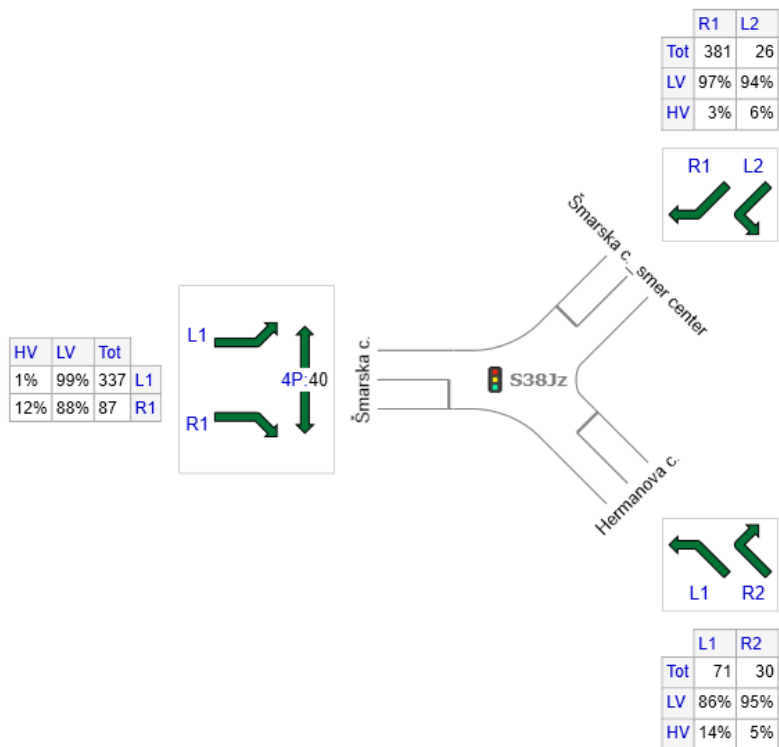 R1 L2
Tot 381 26
LV 97% 94%
HV 3% 6%
R1 L2
Šmarska c._smer center
HV LV Tot
1% 99% 337 L1
12% 88% 87 R1
L1
4P:40
R1
Šmarska c.
S38Jz
Hermanova c.
L1 R2
L1 R2
Tot 71 30
LV 86% 95%
HV 14% 5%